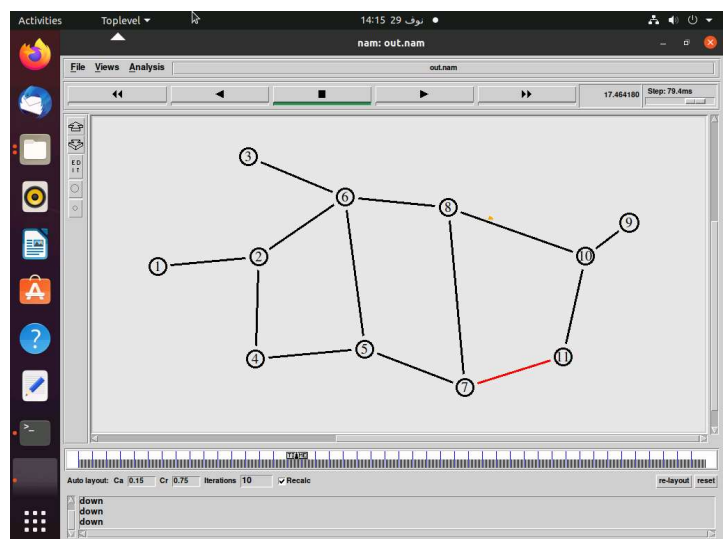 Activities Toplevel ▾ 14:15 29 نوف
nam: out.nam
File Views Analysis out.nam
17.464180 Step: 79.4ms
ED
IT
3
6
8
9
2
10
1
5
11
4
7
TIME
Auto layout: Ca 0.15 Cr 0.75 Iterations 10 Recalc re-layout reset
down
down
down